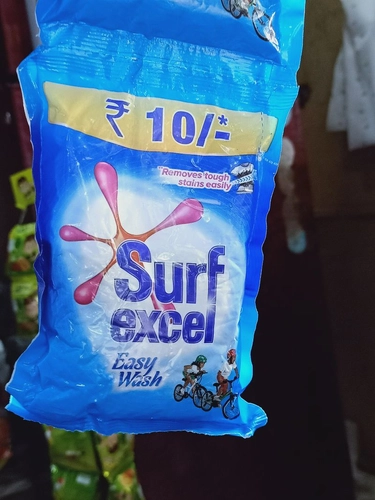 ₹ 10/-*
Removes tough
stains easily
Surf
excel
Easy
Wash